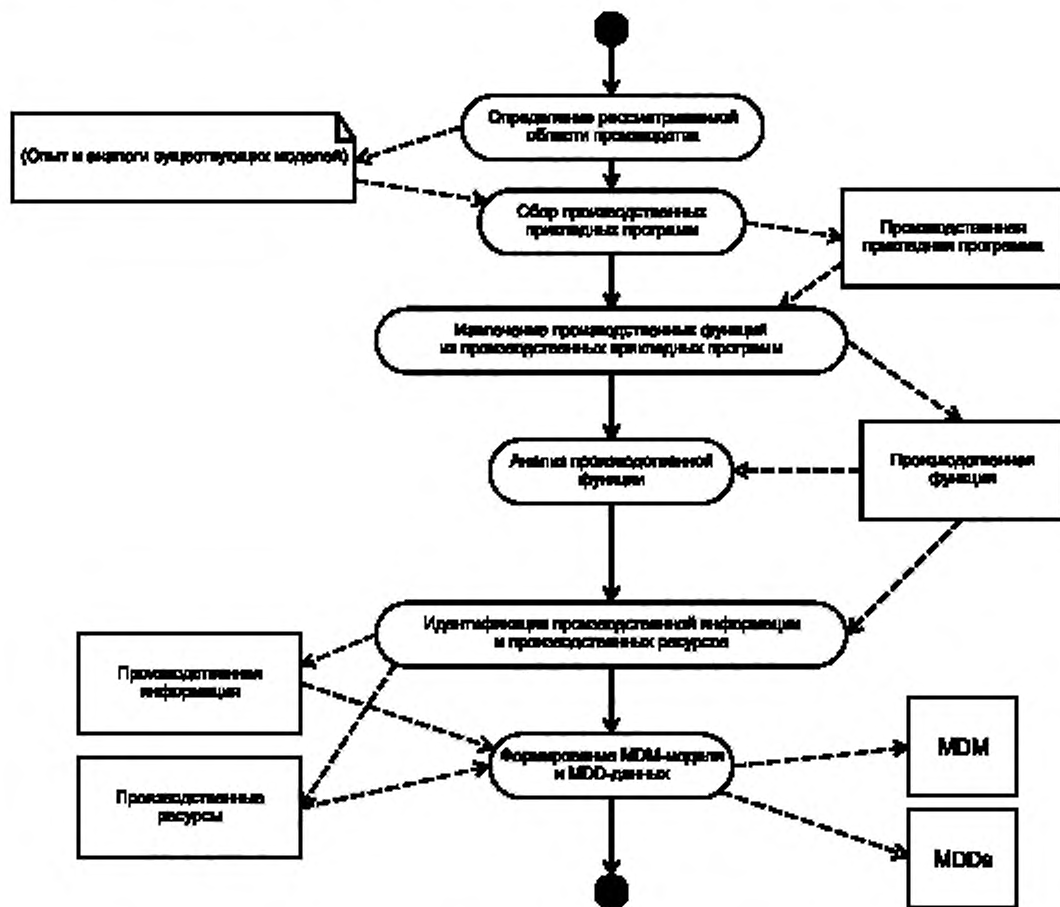 Определение рассматриваемой
области производства
(Опыт и аналоги существующих моделей)
Сбор производственных
прикладных программ
Производственная
прикладная программа
Извлечение производственных функций
из производственных прикладных программ
Анализ производственной
функции
Производственная
функция
Идентификация производственной информации
и производственных ресурсов
Производственная
информация
Формирование MDM-модели
и MDD-данных
MDM
Производственные
ресурсы
MDDs